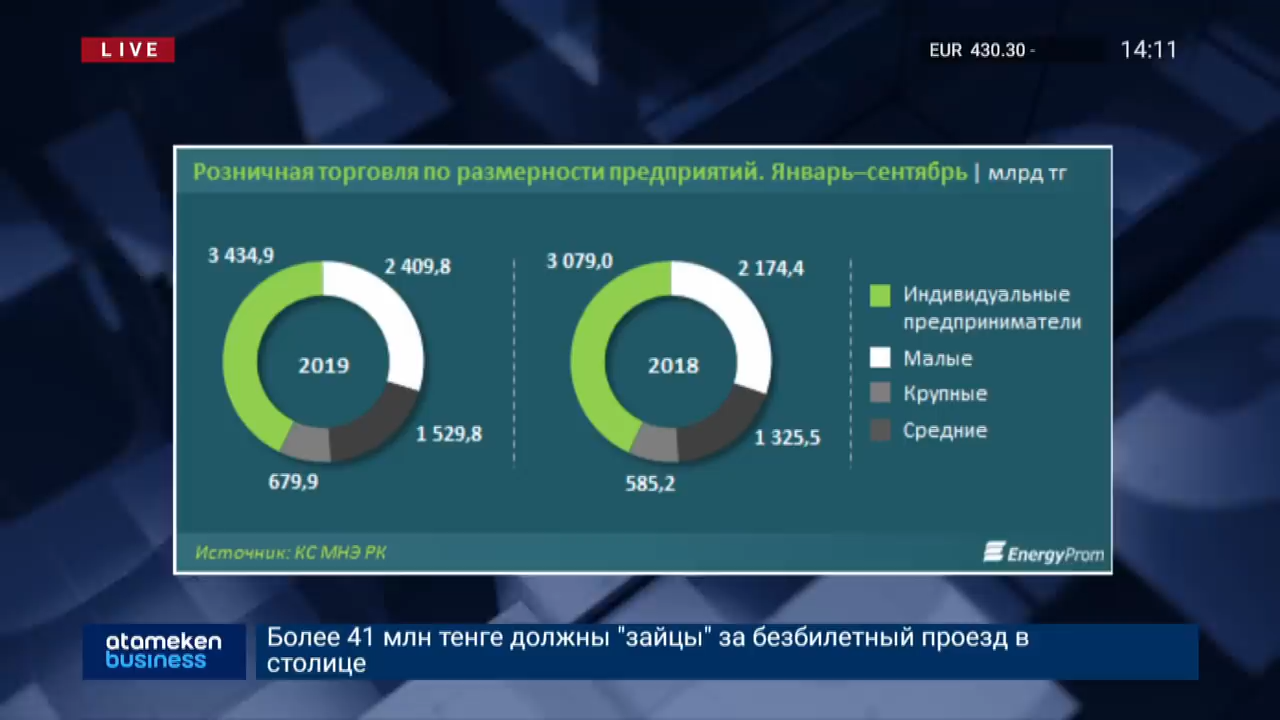 LIVE
EUR 430.30 -
14:11
Розничная торговля по размерности предприятий. Январь–сентябрь | млрд тг
3 434,9
2 409,8
2019
1 529,8
679,9
3 079,0
2 174,4
2018
1 325,5
585,2
Индивидуальные
предприниматели
Малые
Крупные
Средние
Источник: КС МНЭ РК
EnergyProm
atameken
business
Более 41 млн тенге должны "зайцы" за безбилетный проезд в
столице